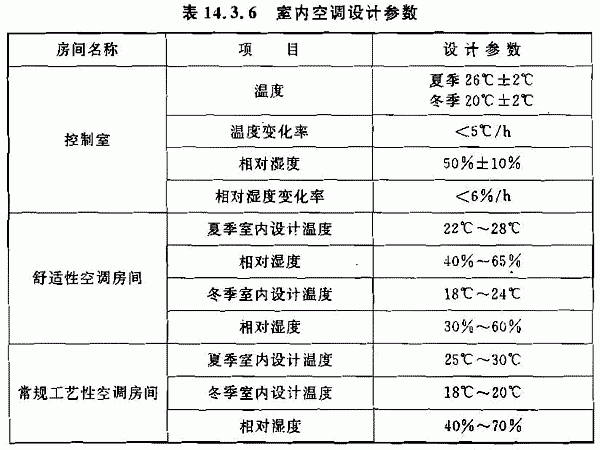 表 14.3.6 室内空调设计参数
房间名称 项 目 设 计 参 数
控制室 温度 夏季 26℃±2℃
冬季 20℃±2℃
温度变化率 <5℃/h
相对湿度 50%±10%
相对湿度变化率 <6%/h
舒适性空调房间 夏季室内设计温度 22℃～28℃
相对湿度 40%～65%
冬季室内设计温度 18℃～24℃
相对湿度 30%～60%
常规工艺性空调房间 夏季室内设计温度 25℃～30℃
冬季室内设计温度 18℃～20℃
相对湿度 40%～70%